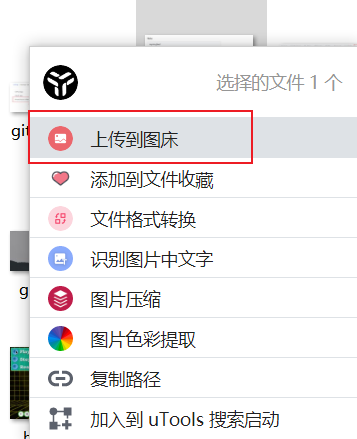 选择的文件 1 个
上传到图床
git
添加到文件收藏
文件格式转换
识别图片中文字
g
图片压缩
图片色彩提取
复制路径
加入到 uTools 搜索启动